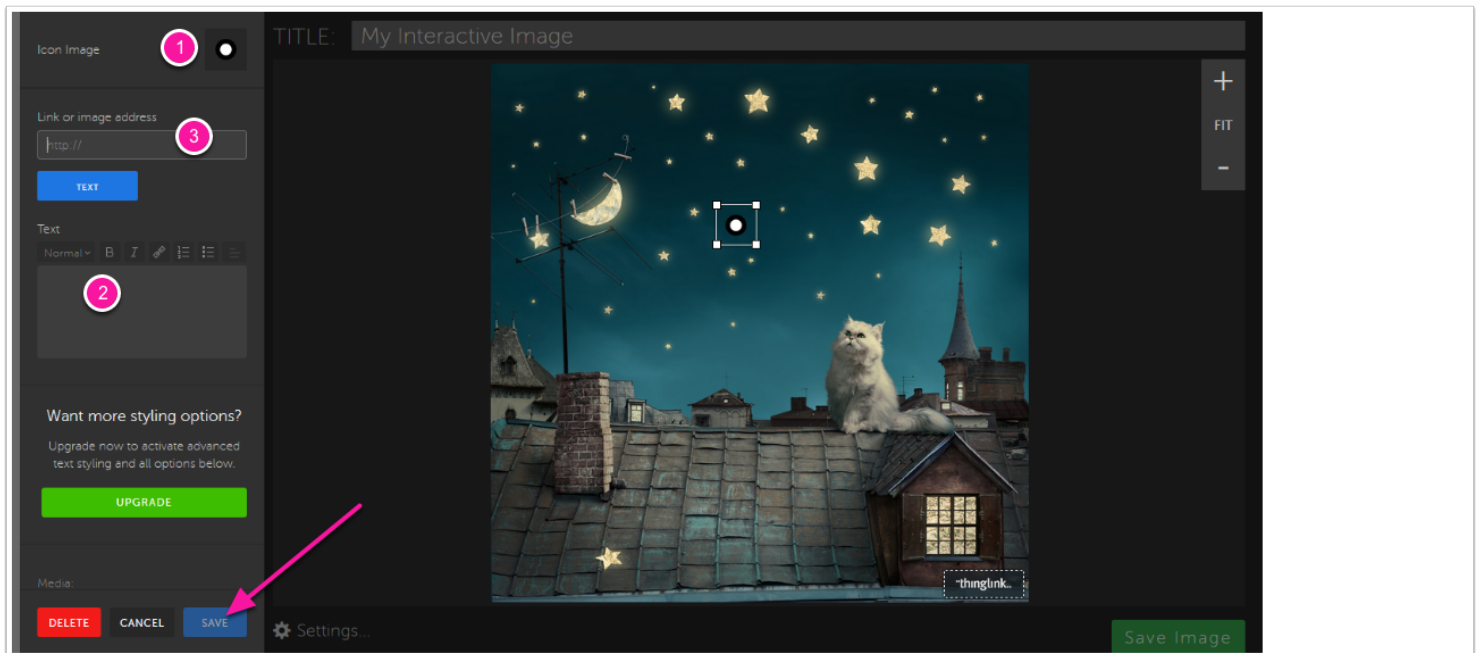 Icon Image
1
Link or image address
http://
3
TEXT
Text
Normal
B I
2
Want more styling options?
Upgrade now to activate advanced
text styling and all options below.
UPGRADE
Media:
DELETE CANCEL SAVE
TITLE: My Interactive Image
+
FIT
-
"thinglink..
Settings...
Save Image